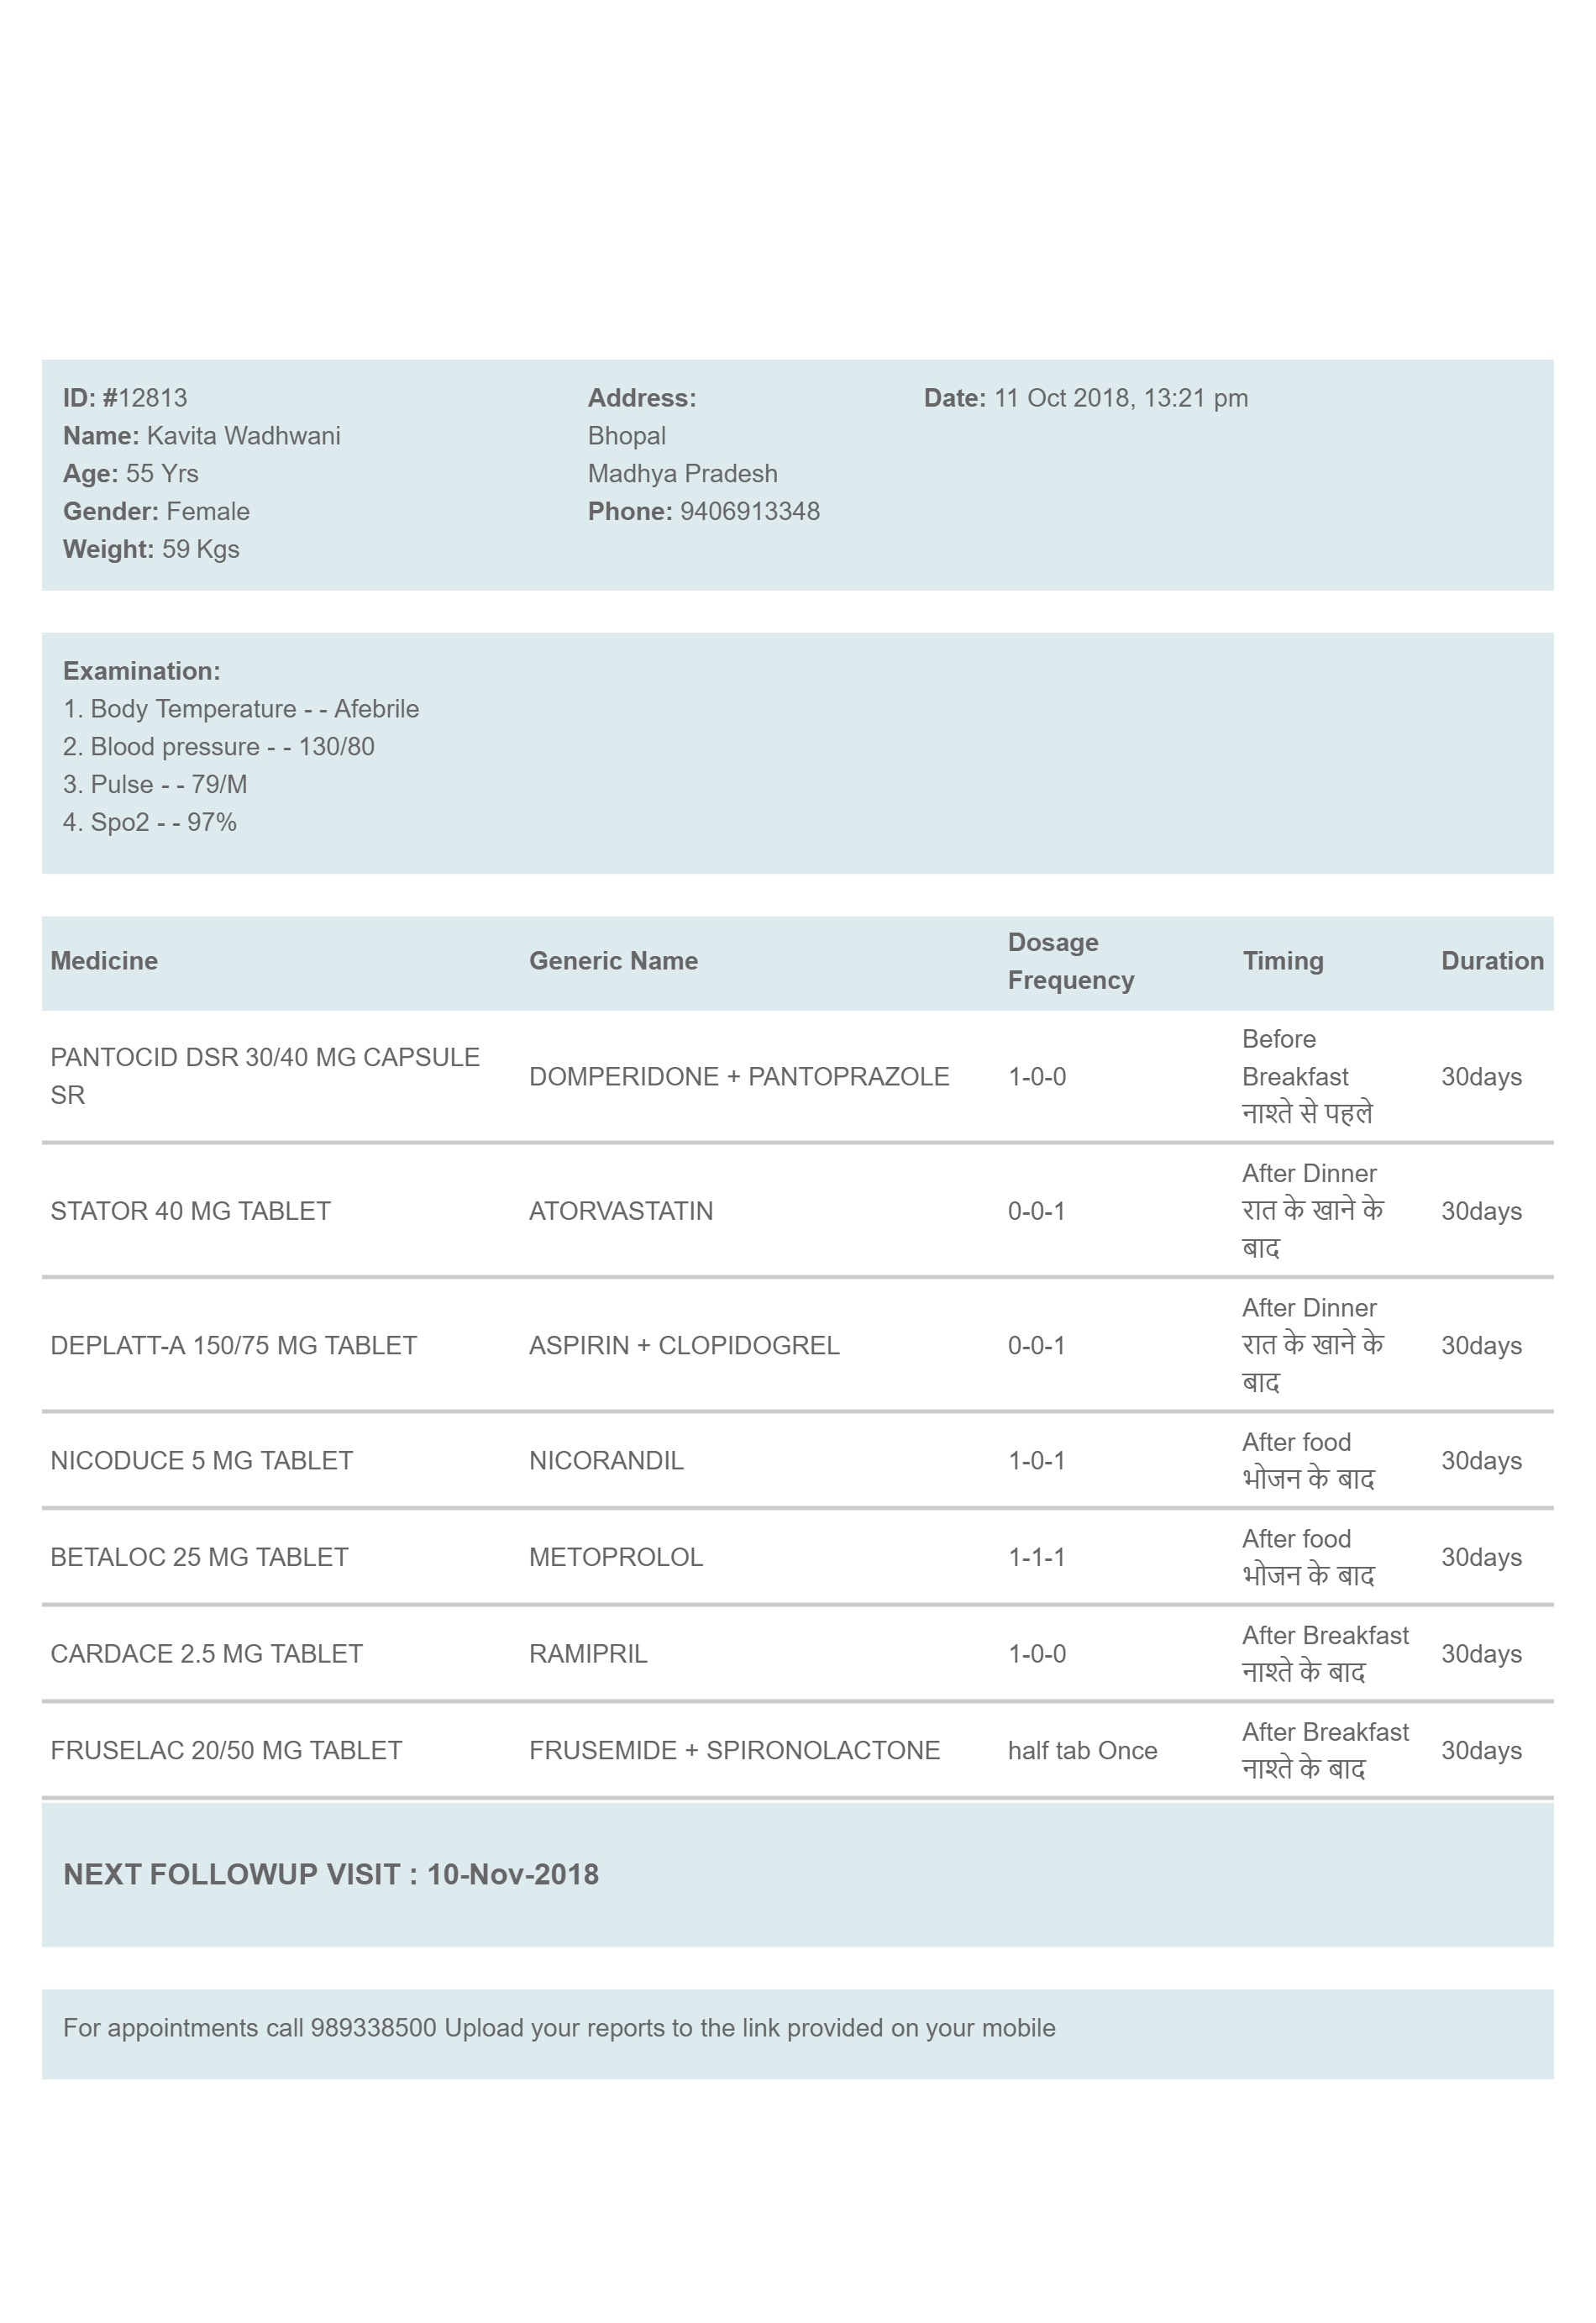 ID: #12813
Name: Kavita Wadhwani
Age: 55 Yrs
Gender: Female
Weight: 59 Kgs
Address:
Bhopal
Madhya Pradesh
Phone: 9406913348
Date: 11 Oct 2018, 13:21 pm
Examination:
1. Body Temperature - - Afebrile
2. Blood pressure - - 130/80
3. Pulse - - 79/M
4. Spo2 - - 97%
Medicine Generic Name Dosage Frequency Timing Duration
PANTOCID DSR 30/40 MG CAPSULE
SR
DOMPERIDONE + PANTOPRAZOLE
1-0-0
Before
Breakfast
नाश्ते से पहले
30days
STATOR 40 MG TABLET
ATORVASTATIN
0-0-1
After Dinner
रात के खाने के
बाद
30days
DEPLATT-A 150/75 MG TABLET
ASPIRIN + CLOPIDOGREL
0-0-1
After Dinner
रात के खाने के
बाद
30days
NICODUCE 5 MG TABLET
NICORANDIL
1-0-1
After food
भोजन के बाद
30days
BETALOC 25 MG TABLET
METOPROLOL
1-1-1
After food
भोजन के बाद
30days
CARDACE 2.5 MG TABLET
RAMIPRIL
1-0-0
After Breakfast
नाश्ते के बाद
30days
FRUSELAC 20/50 MG TABLET
FRUSEMIDE + SPIRONOLACTONE
half tab Once
After Breakfast
नाश्ते के बाद
30days
NEXT FOLLOWUP VISIT : 10-Nov-2018
For appointments call 989338500 Upload your reports to the link provided on your mobile